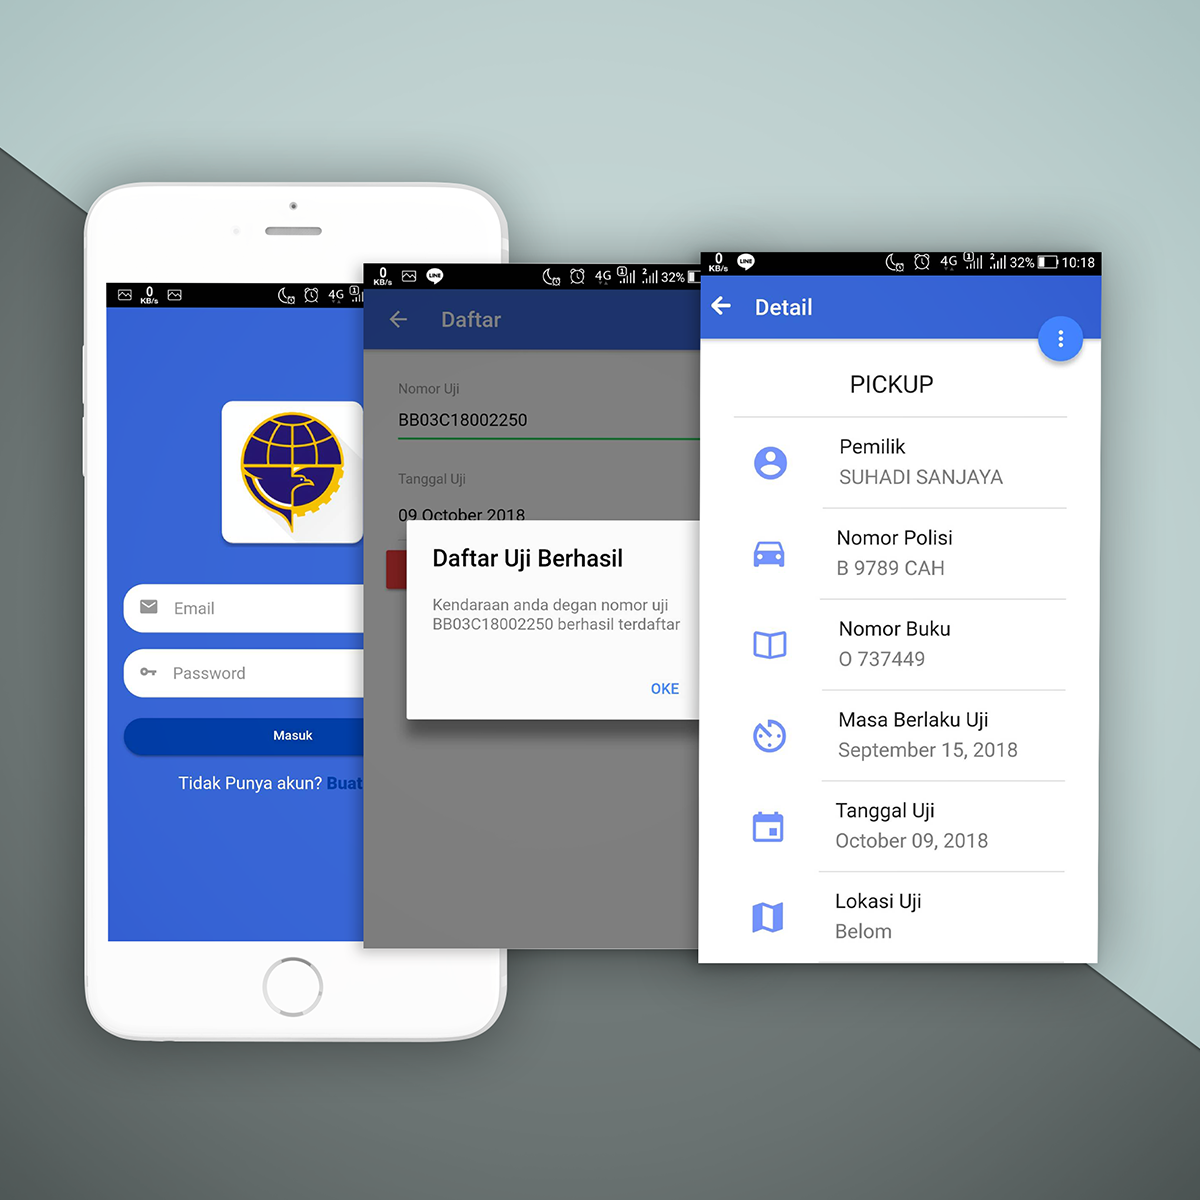 0
KB/s
4G
Email
Password
Masuk
Tidak Punya akun? Buat
0
KB/s
LINE
4G
1
2
32%
Daftar
Nomor Uji
BB03C18002250
Tanggal Uji
09 October 2018
Daftar Uji Berhasil
Kendaraan anda degan nomor uji
BB03C18002250 berhasil terdaftar
OKE
0
KB/s
LINE
4G
1
2
32%
10:18
Detail
PICKUP
Pemilik
SUHADI SANJAYA
Nomor Polisi
B 9789 CAH
Nomor Buku
O 737449
Masa Berlaku Uji
September 15, 2018
Tanggal Uji
October 09, 2018
Lokasi Uji
Belom